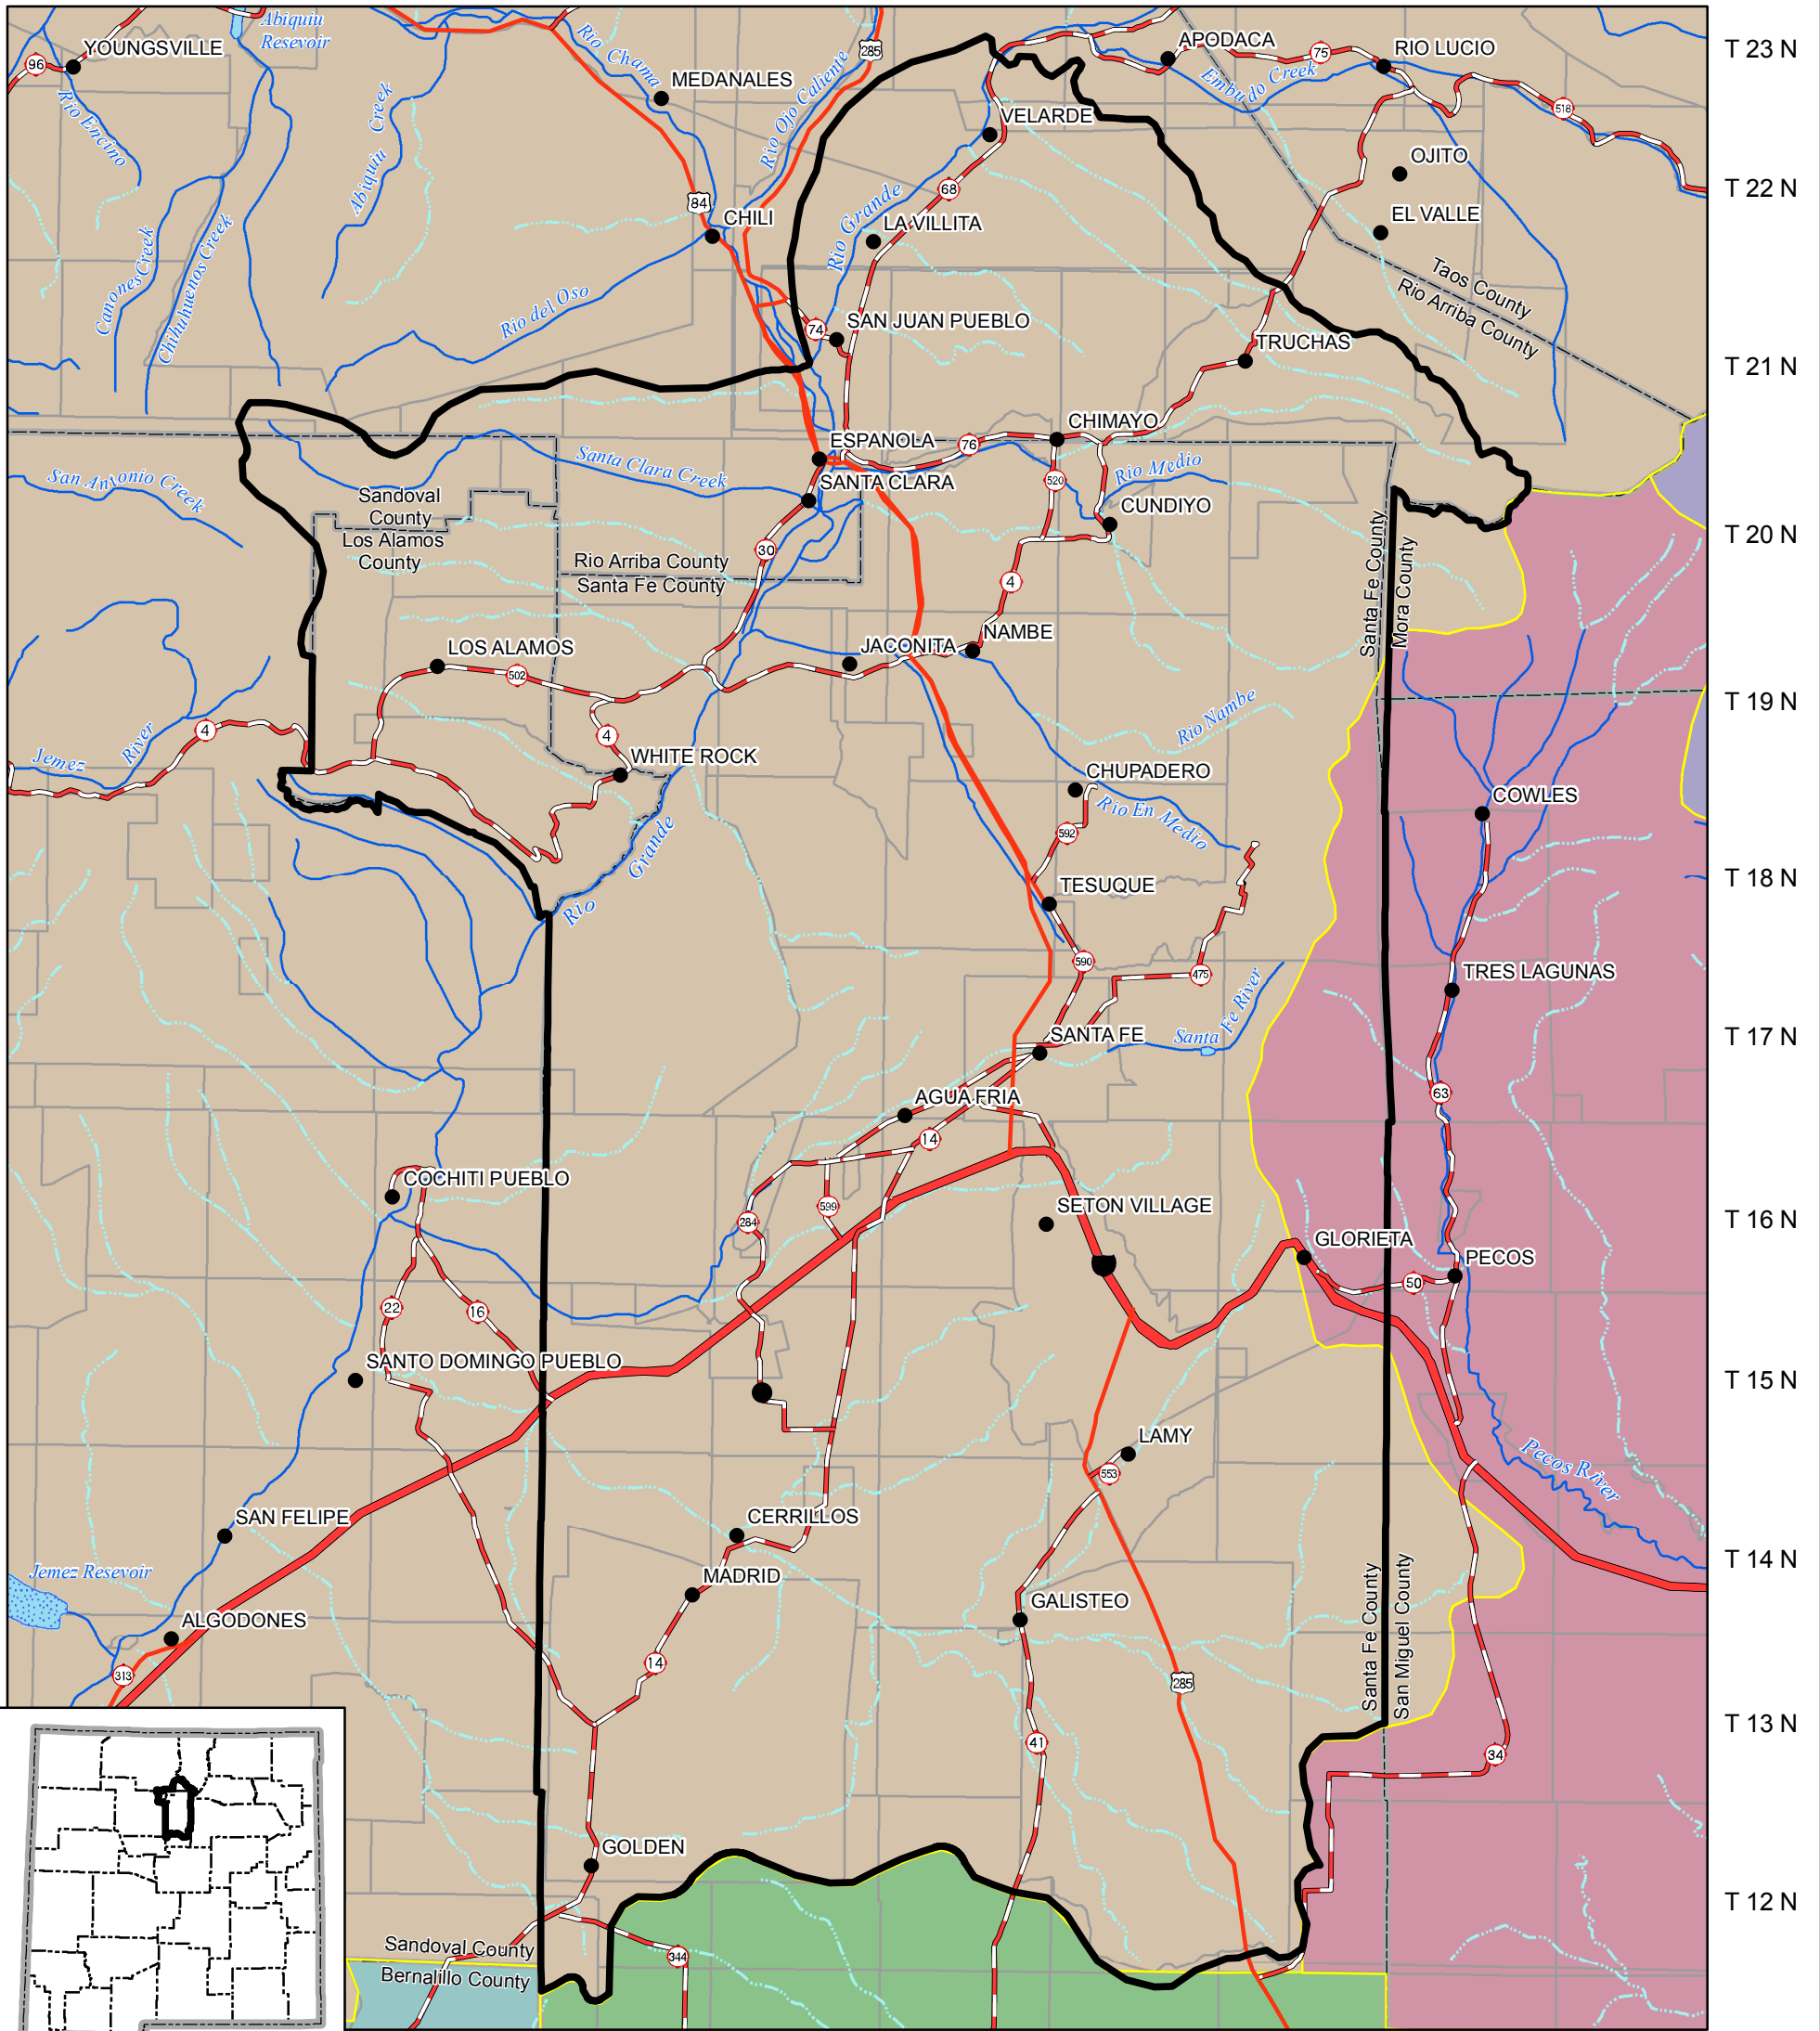 Abiquiu
Resevoir
YOUNGSVILLE
96
Rio Encino
Abiquiu Creek
Rio Chama
MEDANALES
285
Rio Ojo Caliente
APODACA
75
RIO LUCIO
T 23 N
Embudo Creek
518
VELARDE
OJITO
68
T 22 N
84
CHILI
Rio Grande
LA VILLITA
EL VALLE
Canones Creek
Chihuhuenos Creek
Rio del Oso
Taos County
Rio Arriba County
74
SAN JUAN PUEBLO
TRUCHAS
T 21 N
CHIMAYO
ESPANOLA
76
San Antonio Creek
Santa Clara Creek
Rio Medio
520
SANTA CLARA
Sandoval
County
Los Alamos
County
CUNDIYO
30
Rio Arriba County
Santa Fe County
Santa Fe County
Mora County
T 20 N
4
NAMBE
LOS ALAMOS
JACONITA
502
T 19 N
Rio Nambe
4
Jemez River
4
WHITE ROCK
CHUPADERO
COWLES
Rio En Medio
592
Rio Grande
TESUQUE
T 18 N
590
475
TRES LAGUNAS
Santa Fe River
SANTA FE
T 17 N
AGUA FRIA
63
14
COCHITI PUEBLO
SETON VILLAGE
599
284
T 16 N
GLORIETA
PECOS
50
22
16
SANTO DOMINGO PUEBLO
T 15 N
LAMY
553
Pecos River
SAN FELIPE
CERRILLOS
T 14 N
Jemez Resevoir
MADRID
GALISTEO
Santa Fe County
San Miguel County
ALGODONES
313
14
285
T 13 N
41
34
GOLDEN
T 12 N
Sandoval County
Bernalillo County
344